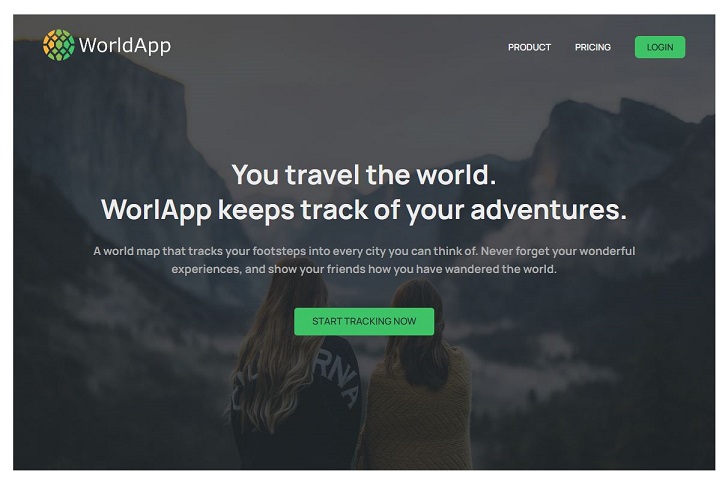 WorldApp
PRODUCT
PRICING
LOGIN
You travel the world.
WorlApp keeps track of your adventures.
A world map that tracks your footsteps into every city you can think of. Never forget your wonderful
experiences, and show your friends how you have wandered the world.
START TRACKING NOW